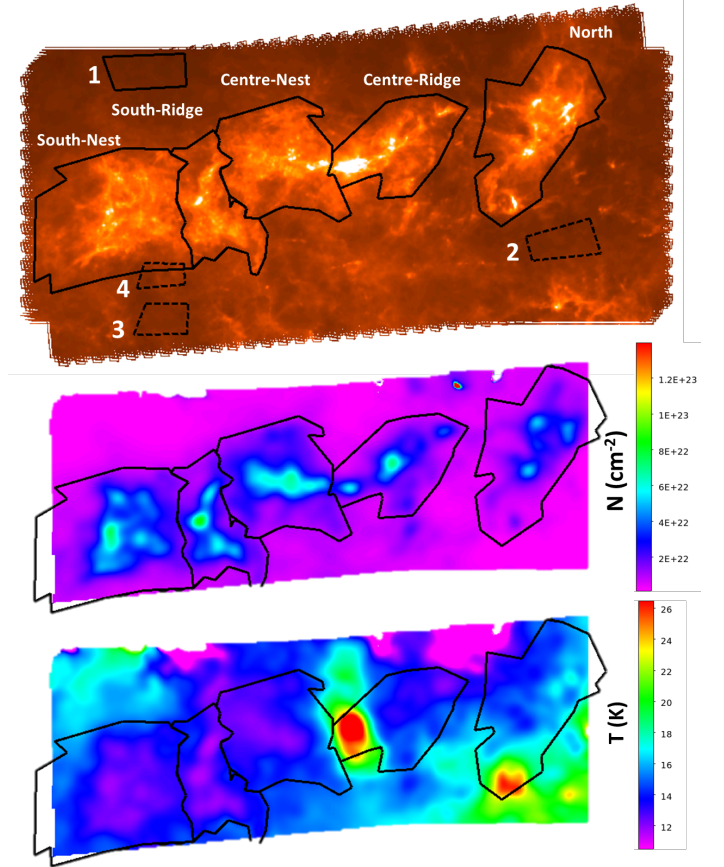 North
1
Centre-Nest
Centre-Ridge
South-Ridge
South-Nest
2
4
3
1.2E+23
1E+23
8E+22
6E+22
4E+22
2E+22
N (cm-2)
26
24
22
20
18
16
14
12
T (K)